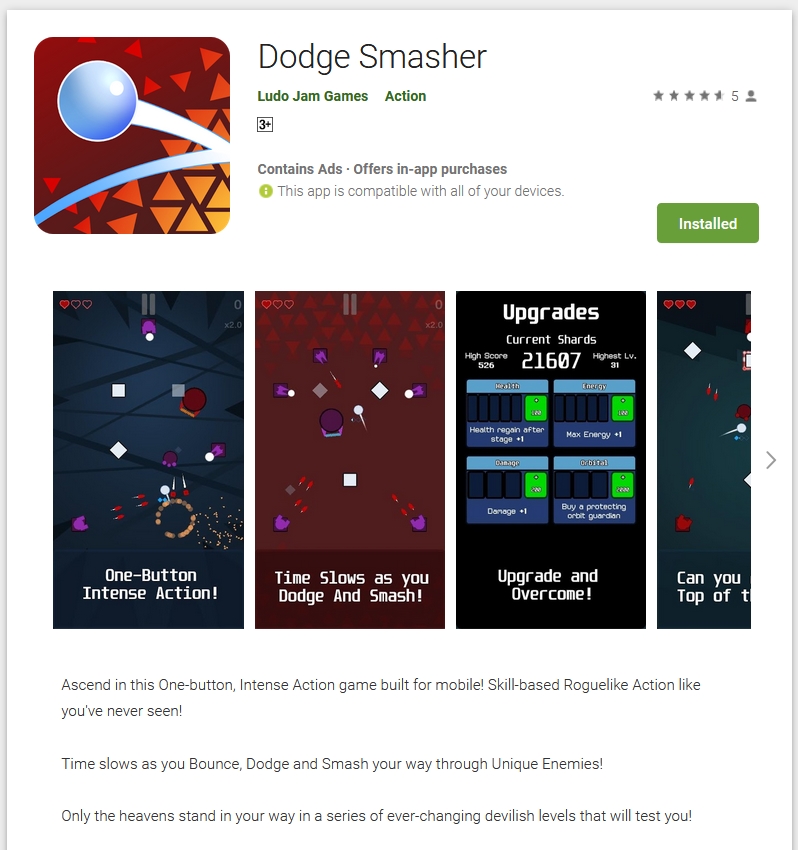 Dodge Smasher
Ludo Jam Games Action
5
3+
Contains Ads · Offers in-app purchases
This app is compatible with all of your devices.
Installed
0
x2.0
One-Button
Intense Action!
0
x2.0
Time Slows as you
Dodge And Smash!
Upgrades
Current Shards
High Score
526
21607
Highest Lv.
31
Health
Energy
Health regain after
stage +1
Max Energy +1
Damage
Orbital
Damage +1
Buy a protecting
orbit guardian
Upgrade and
Overcome!
Can you
Top of
Ascend in this One-button, Intense Action game built for mobile! Skill-based Roguelike Action like
you've never seen!
Time slows as you Bounce, Dodge and Smash your way through Unique Enemies!
Only the heavens stand in your way in a series of ever-changing devilish levels that will test you!